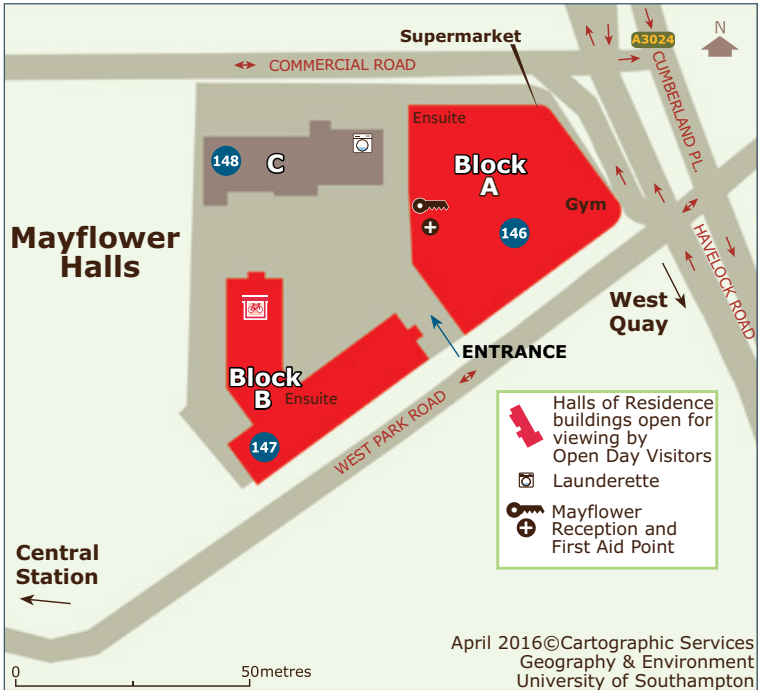 Supermarket
A3024
N
COMMERCIAL ROAD
CUMBERLAND PL.
Ensuite
148
C
Block
A
Gym
146
Mayflower
Halls
HAVELOCK ROAD
West
Quay
ENTRANCE
Block
B
Ensuite
147
WEST PARK ROAD
Halls of Residence
buildings open for
viewing by
Open Day Visitors
Launderette
Mayflower
Reception and
First Aid Point
Central
Station
0
50metres
April 2016©Cartographic Services
Geography & Environment
University of Southampton